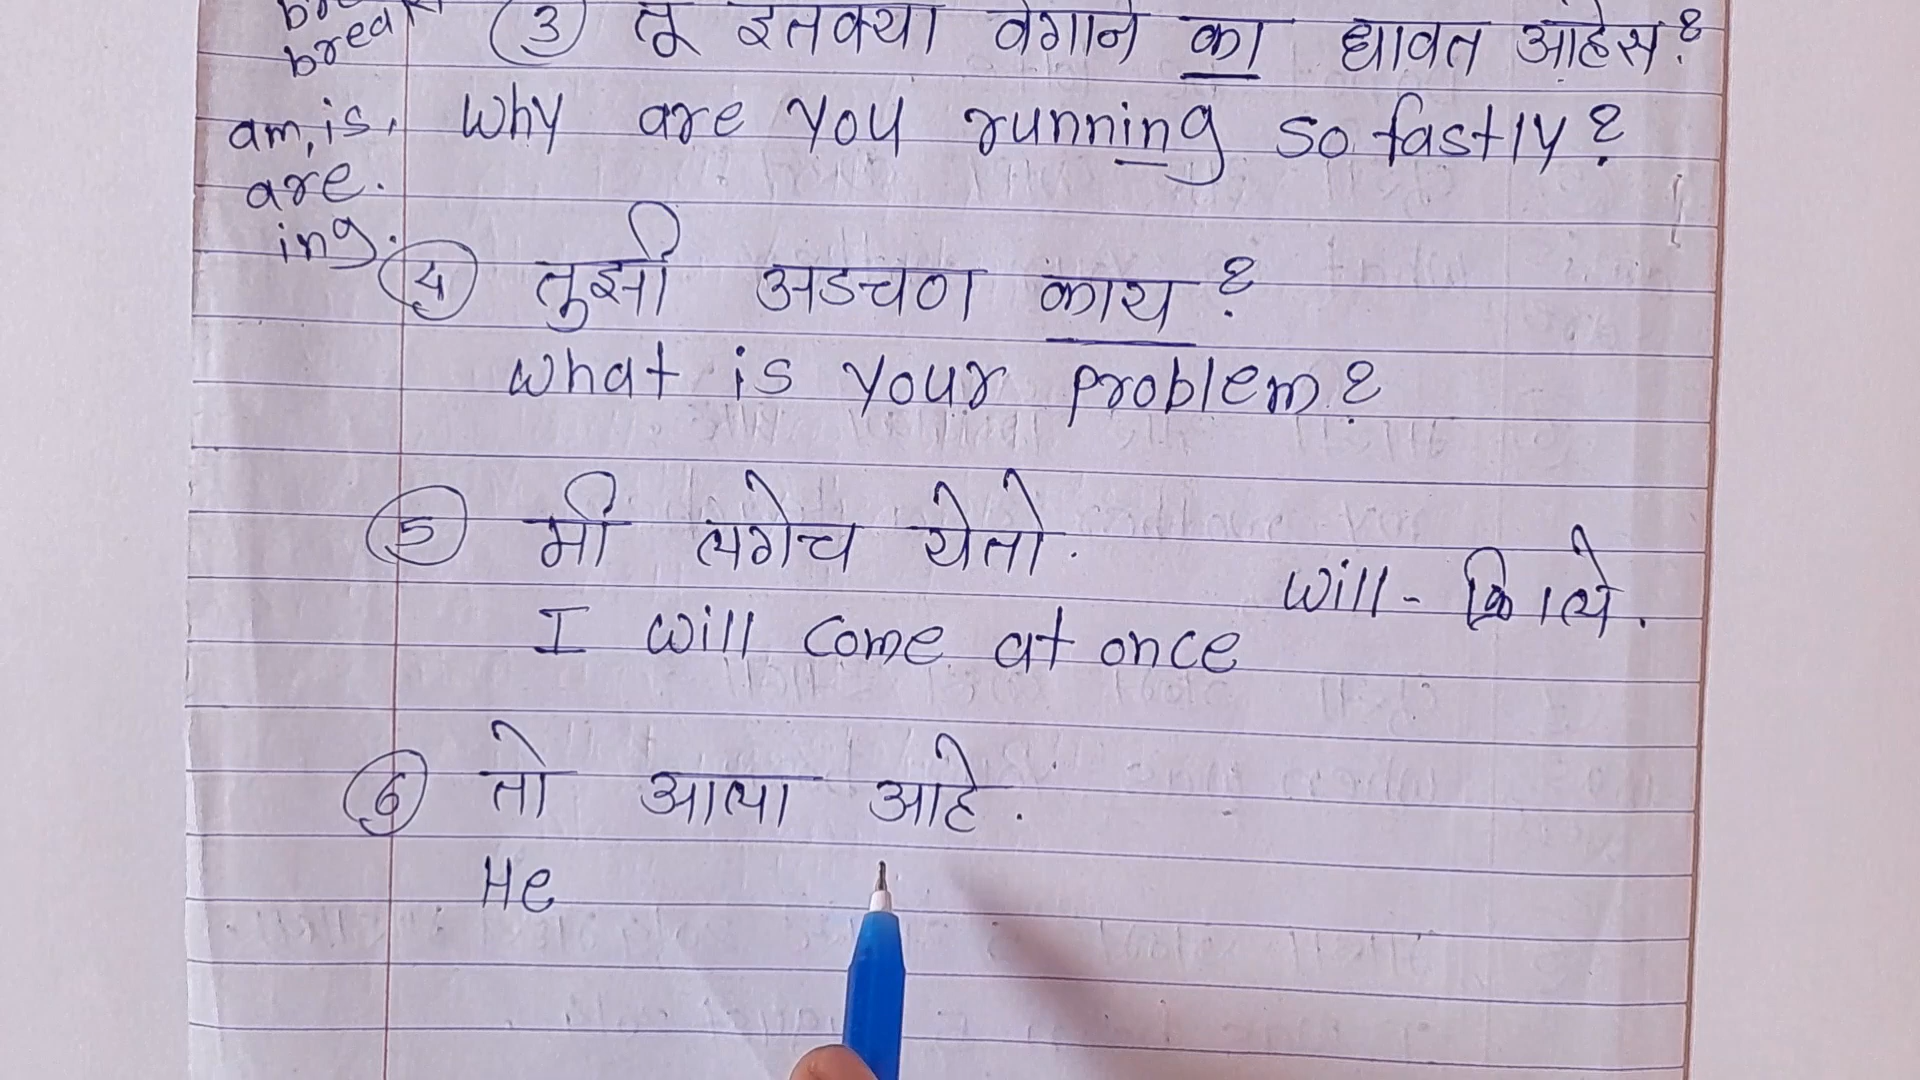 brea
③ तू इतक्या वेगाने का धावत आहेस?
am, is, Why are you running so fastly?
are.
ing.
④ तुझी अडचण काय?
What is your problem?
⑤ मी लगेच येतो.
will -
I will come at once
⑥ तो आला आहे.
He